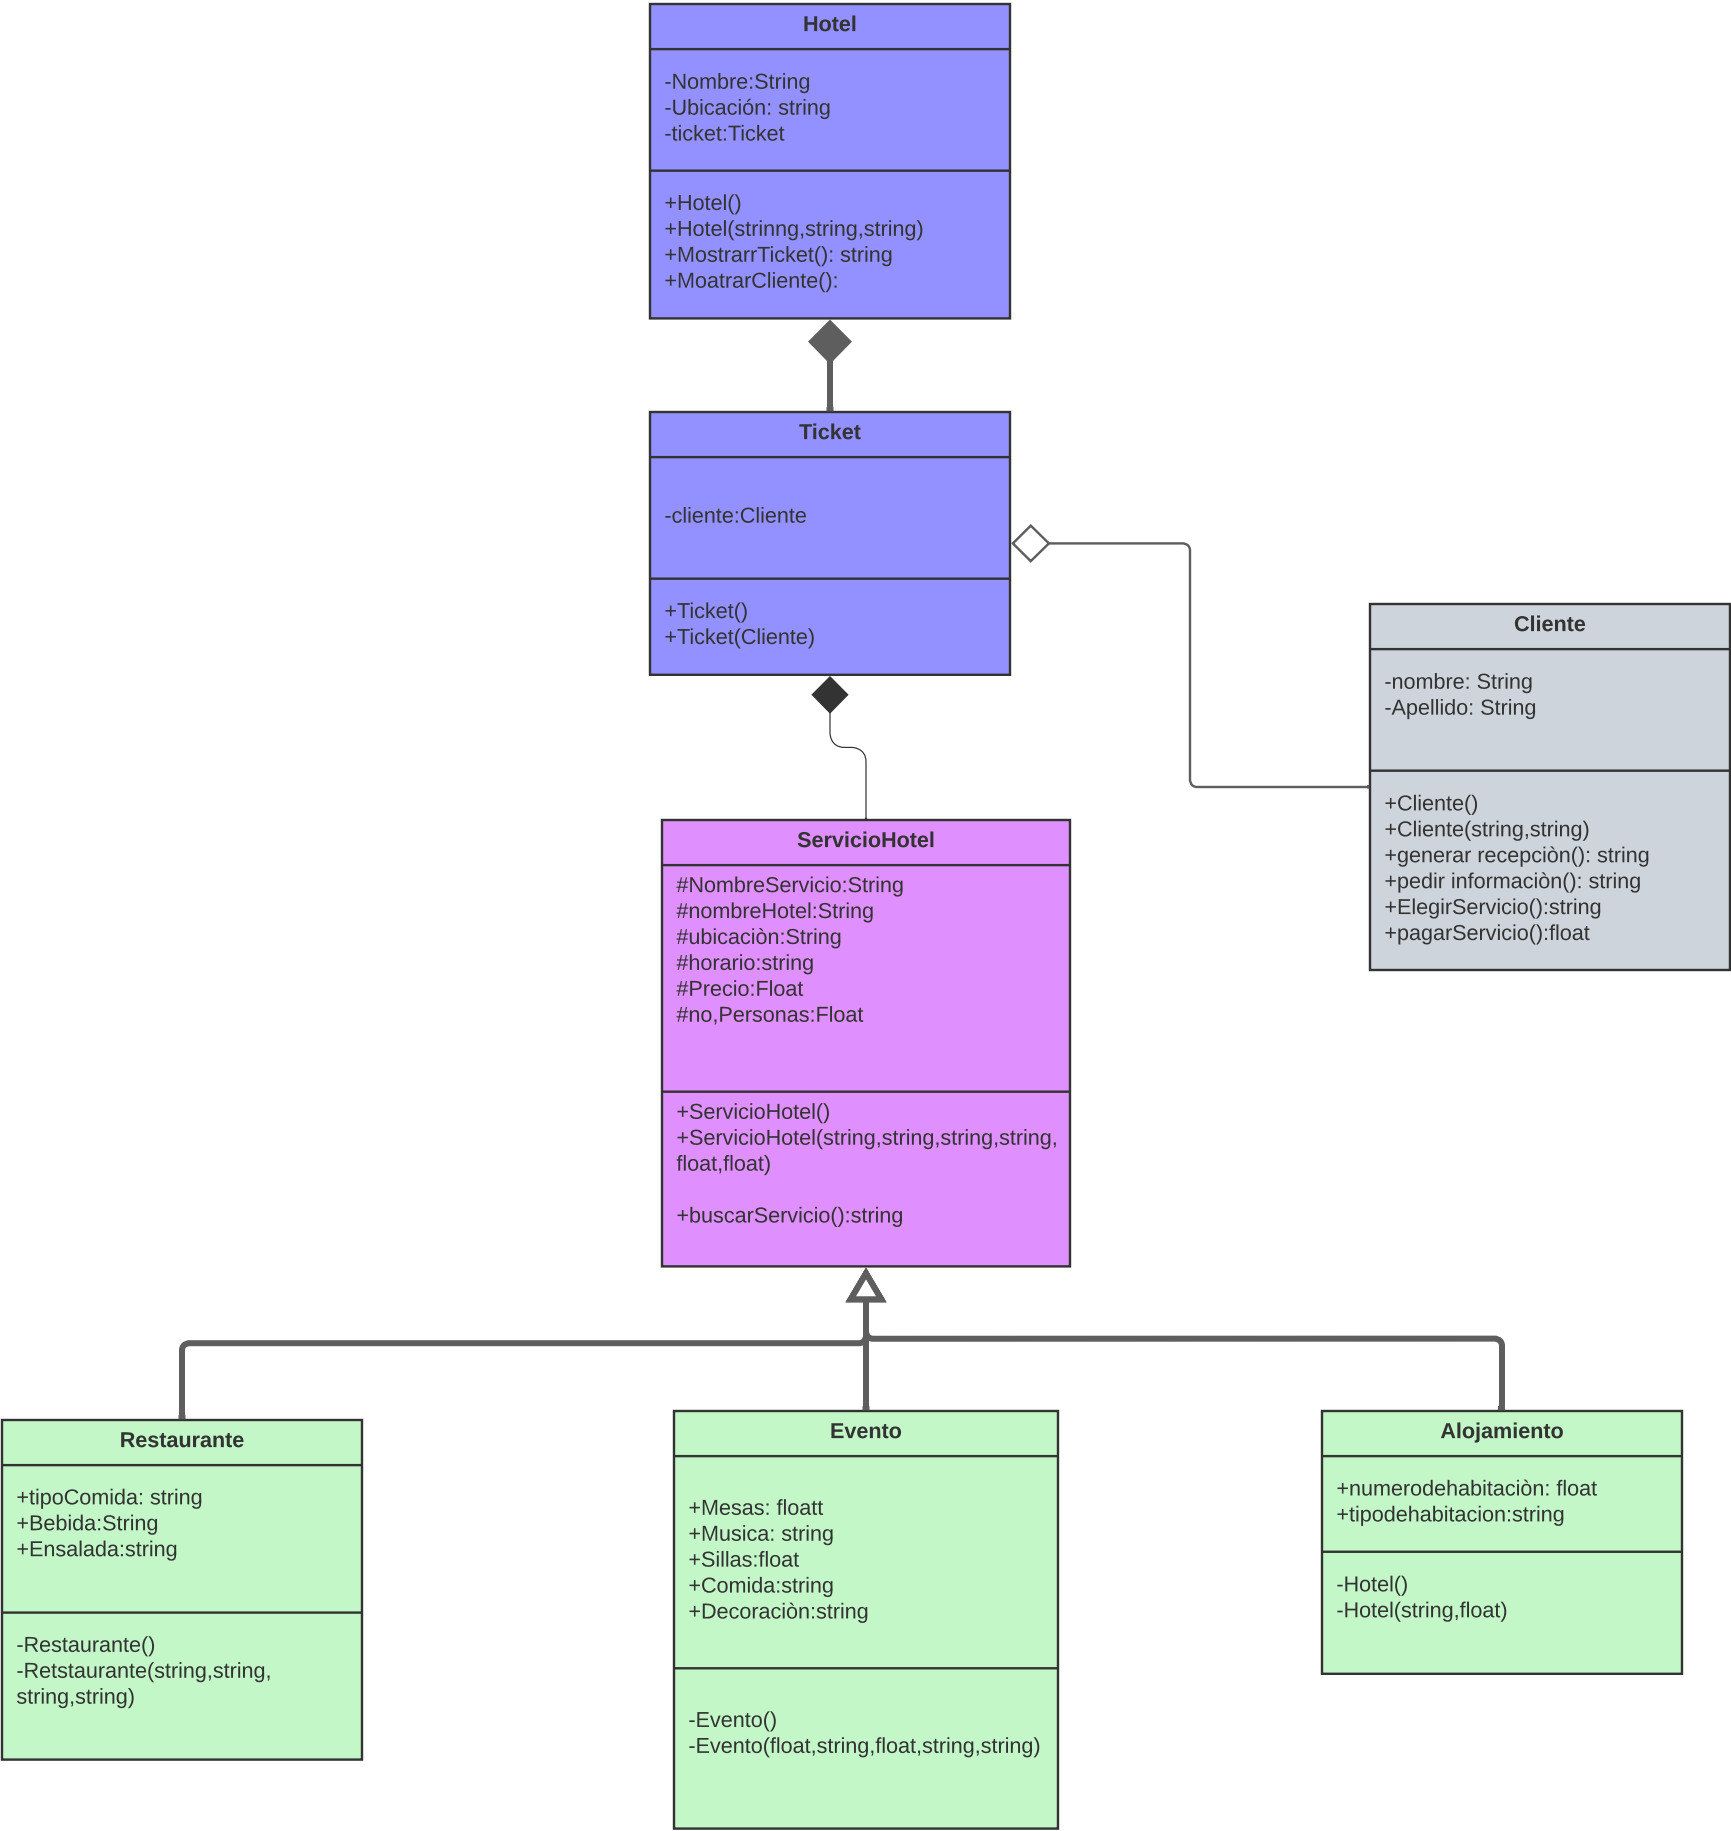 Hotel
-Nombre:String
-Ubicación: string
-ticket:Ticket
+Hotel()
+Hotel(strinng,string,string)
+MostrarrTicket(): string
+MoatrarCliente():
Ticket
-cliente:Cliente
+Ticket()
+Ticket(Cliente)
Cliente
-nombre: String
-Apellido: String
+Cliente()
+Cliente(string,string)
+generar recepciòn(): string
+pedir informaciòn(): string
+ElegirServicio():string
+pagarServicio():float
ServicioHotel
#NombreServicio:String
#nombreHotel:String
#ubicaciòn:String
#horario:string
#Precio:Float
#no,Personas:Float
+ServicioHotel()
+ServicioHotel(string,string,string,string,
float,float)
+buscarServicio():string
Restaurante
+tipoComida: string
+Bebida:String
+Ensalada:string
-Restaurante()
-Retstaurante(string,string,
string,string)
Evento
+Mesas: floatt
+Musica: string
+Sillas:float
+Comida:string
+Decoraciòn:string
-Evento()
-Evento(float,string,float,string,string)
Alojamiento
+numerodehabitaciòn: float
+tipodehabitacion:string
-Hotel()
-Hotel(string,float)